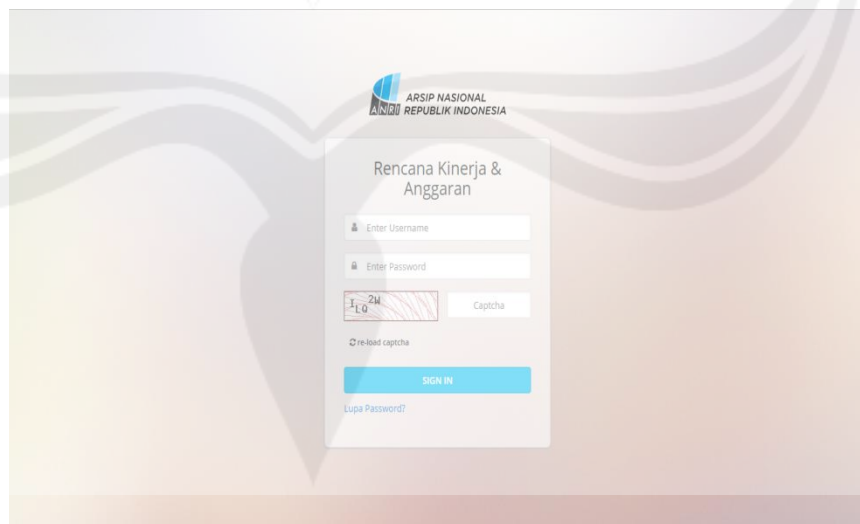 ARSIP NASIONAL
ANRI REPUBLIK INDONESIA
Rencana Kinerja &
Anggaran
Enter Username
Enter Password
Captcha
re-load captcha
SIGN IN
Lupa Password?